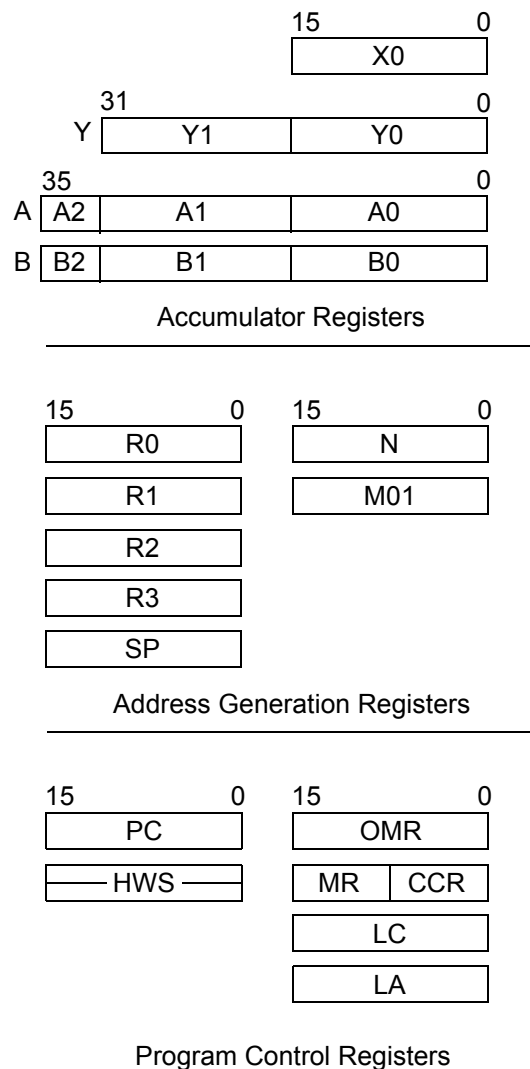 15 0
X0
31 0
Y Y1 Y0
35 0
A A2 A1 A0
B B2 B1 B0
Accumulator Registers
15 0 15 0
R0 N
R1 M01
R2
R3
SP
Address Generation Registers
15 0 15 0
PC OMR
HWS MR CCR
LC
LA
Program Control Registers